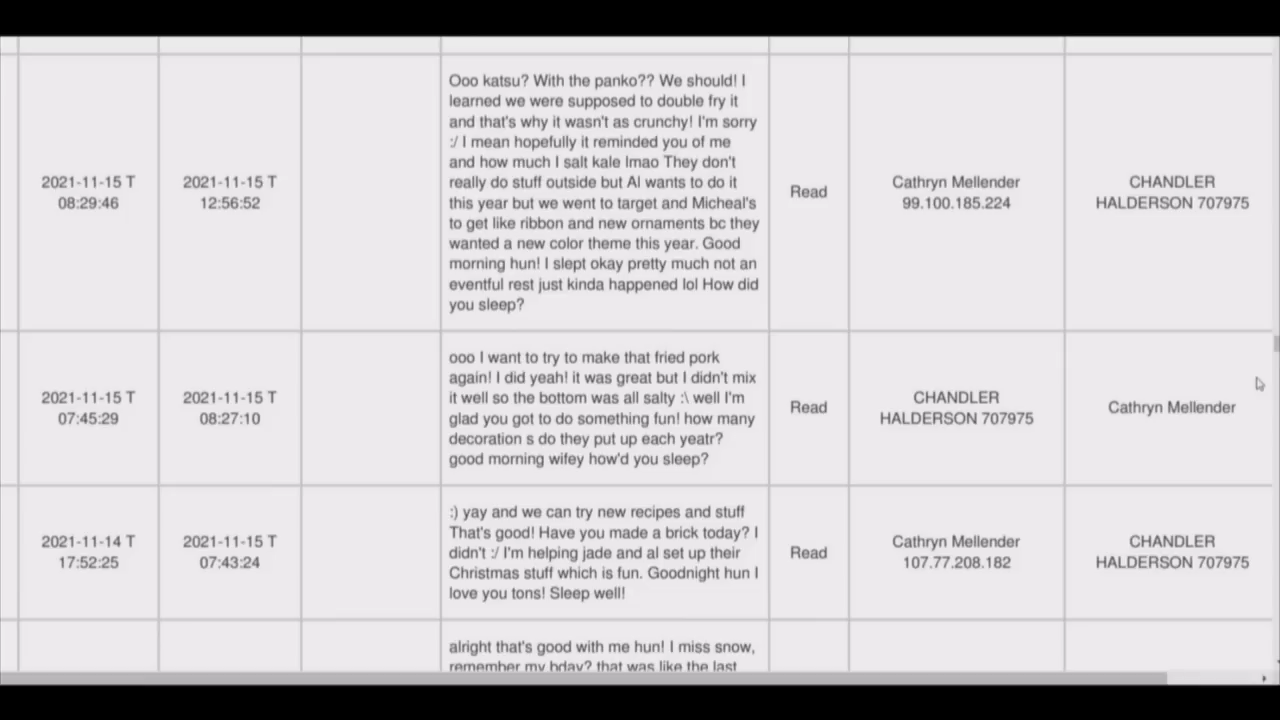 2021-11-15 T
08:29:46
2021-11-15 T
12:56:52
Ooo katsu? With the panko?? We should! I
learned we were supposed to double fry it
and that's why it wasn't as crunchy! I'm sorry
:/ I mean hopefully it reminded you of me
and how much I salt kale lmao They don't
really do stuff outside but Al wants to do it
this year but we went to target and Micheal's
to get like ribbon and new ornaments bc they
wanted a new color theme this year. Good
morning hun! I slept okay pretty much not an
eventful rest just kinda happened lol How did
you sleep?
Read
Cathryn Mellender
99.100.185.224
CHANDLER
HALDERSON 707975
2021-11-15 T
07:45:29
2021-11-15 T
08:27:10
ooo I want to try to make that fried pork
again! I did yeah! it was great but I didn't mix
it well so the bottom was all salty :\ well I'm
glad you got to do something fun! how many
decoration s do they put up each yeatr?
good morning wifey how'd you sleep?
Read
CHANDLER
HALDERSON 707975
Cathryn Mellender
2021-11-14 T
17:52:25
2021-11-15 T
07:43:24
:) yay and we can try new recipes and stuff
That's good! Have you made a brick today? I
didn't :/ I'm helping jade and al set up their
Christmas stuff which is fun. Goodnight hun I
love you tons! Sleep well!
Read
Cathryn Mellender
107.77.208.182
CHANDLER
HALDERSON 707975
alright that's good with me hun! I miss snow,
remember my bday? that was like the last